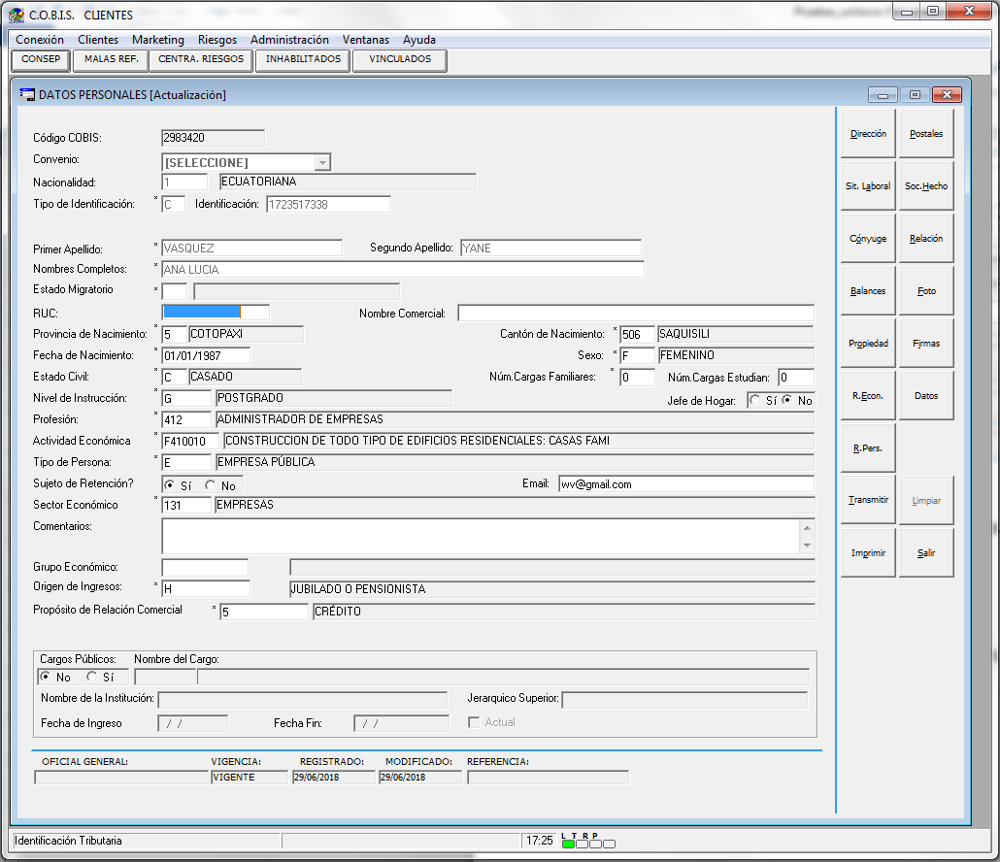 C.O.B.I.S. CLIENTES
Conexión Clientes Marketing Riesgos Administración Ventanas Ayuda
CONSEP MALAS REF. CENTRA. RIESGOS INHABILITADOS VINCULADOS
DATOS PERSONALES [Actualización]
Código COBIS: 2983420
Convenio: [SELECCIONE]
Nacionalidad: 1 ECUATORIANA
Tipo de Identificación: * C Identificación: 1723517338
Primer Apellido: * VASQUEZ Segundo Apellido: YANE
Nombres Completos: * ANA LUCIA
Estado Migratorio *
RUC: Nombre Comercial:
Provincia de Nacimiento: * 5 COTOPAXI Cantón de Nacimiento: * 506 SAQUISILI
Fecha de Nacimiento: * 01/01/1987 Sexo: * F FEMENINO
Estado Civil: * C CASADO Núm.Cargas Familiares: * 0 Núm.Cargas Estudian: 0
Nivel de Instrucción: * G POSTGRADO Jefe de Hogar: Sí No
Profesión: * 412 ADMINISTRADOR DE EMPRESAS
Actividad Económica * F410010 CONSTRUCCION DE TODO TIPO DE EDIFICIOS RESIDENCIALES: CASAS FAMI
Tipo de Persona: * E EMPRESA PÚBLICA
Sujeto de Retención? Sí No Email: wv@gmail.com
Sector Económico * 131 EMPRESAS
Comentarios:
Grupo Económico:
Origen de Ingresos: * H JUBILADO O PENSIONISTA
Propósito de Relación Comercial * 5 CRÉDITO
Cargos Públicos: Nombre del Cargo:
No Sí
Nombre de la Institución: Jerarquico Superior:
Fecha de Ingreso / / Fecha Fin: / / Actual
OFICIAL GENERAL: VIGENCIA: REGISTRADO: MODIFICADO: REFERENCIA:
VIGENTE 29/06/2018 29/06/2018
Dirección Postales
Sit. Laboral Soc.Hecho
Cónyuge Relación
Balances Foto
Propiedad Firmas
R.Econ. Datos
R.Pers.
Transmitir Limpiar
Imprimir Salir
Identificación Tributaria 17:25 L T R P